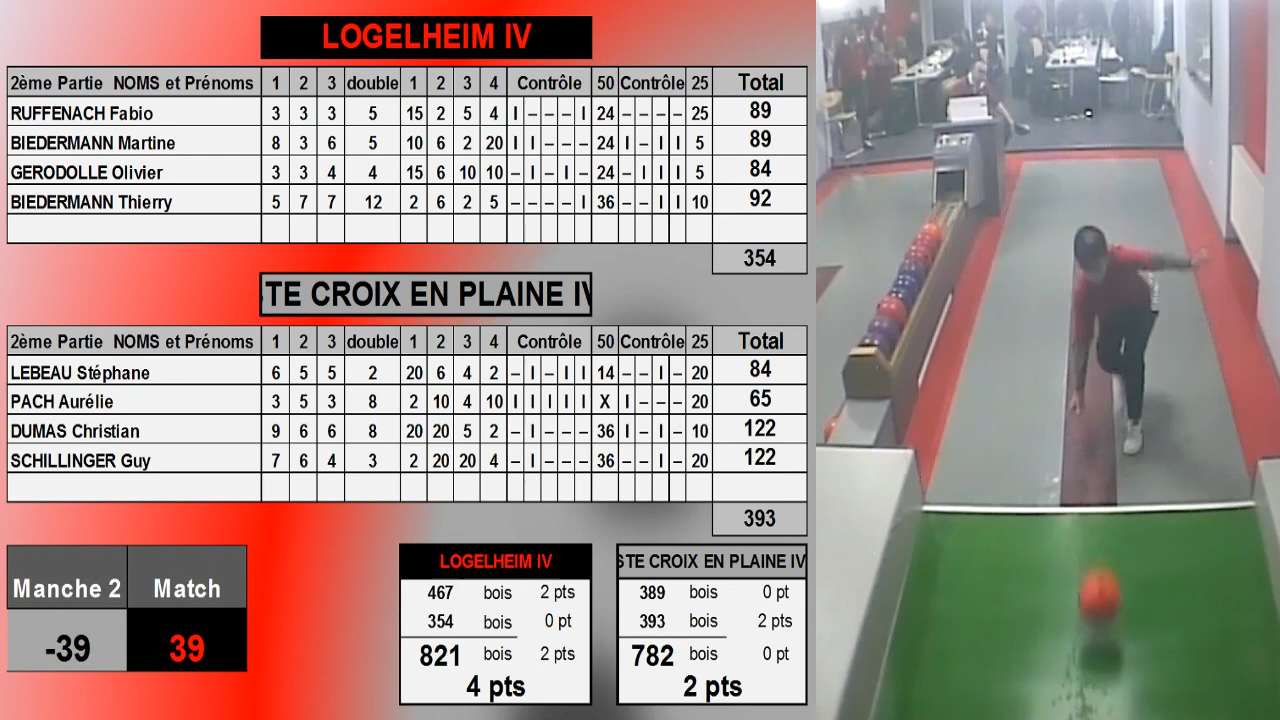 LOGELHEIM IV
2ème Partie NOMS et Prénoms 1 2 3 double 1 2 3 4 Contrôle 50 Contrôle 25 Total
RUFFENACH Fabio 3 3 3 5 15 2 5 4 I – – – I 24 – – – – 25 89
BIEDERMANN Martine 8 3 6 5 10 6 2 20 I I – – – 24 I – I I 5 89
GERODOLLE Olivier 3 3 4 4 15 6 10 10 – I – I – 24 – I I I 5 84
BIEDERMANN Thierry 5 7 7 12 2 6 2 5 – – – – I 36 – – I I 10 92
354
STE CROIX EN PLAINE IV
2ème Partie NOMS et Prénoms 1 2 3 double 1 2 3 4 Contrôle 50 Contrôle 25 Total
LEBEAU Stéphane 6 5 5 2 20 6 4 2 – I – I I 14 – – I – 20 84
PACH Aurélie 3 5 3 8 2 10 4 10 I I I I I X I – – – 20 65
DUMAS Christian 9 6 6 8 20 20 5 2 – I – – – 36 I – I – 10 122
SCHILLINGER Guy 7 6 4 3 2 20 20 4 – I – – – 36 – – I – 20 122
393
Manche 2 Match
-39 39
LOGELHEIM IV
467 bois 2 pts
354 bois 0 pt
821 bois 2 pts
4 pts
STE CROIX EN PLAINE IV
389 bois 0 pt
393 bois 2 pts
782 bois 0 pt
2 pts